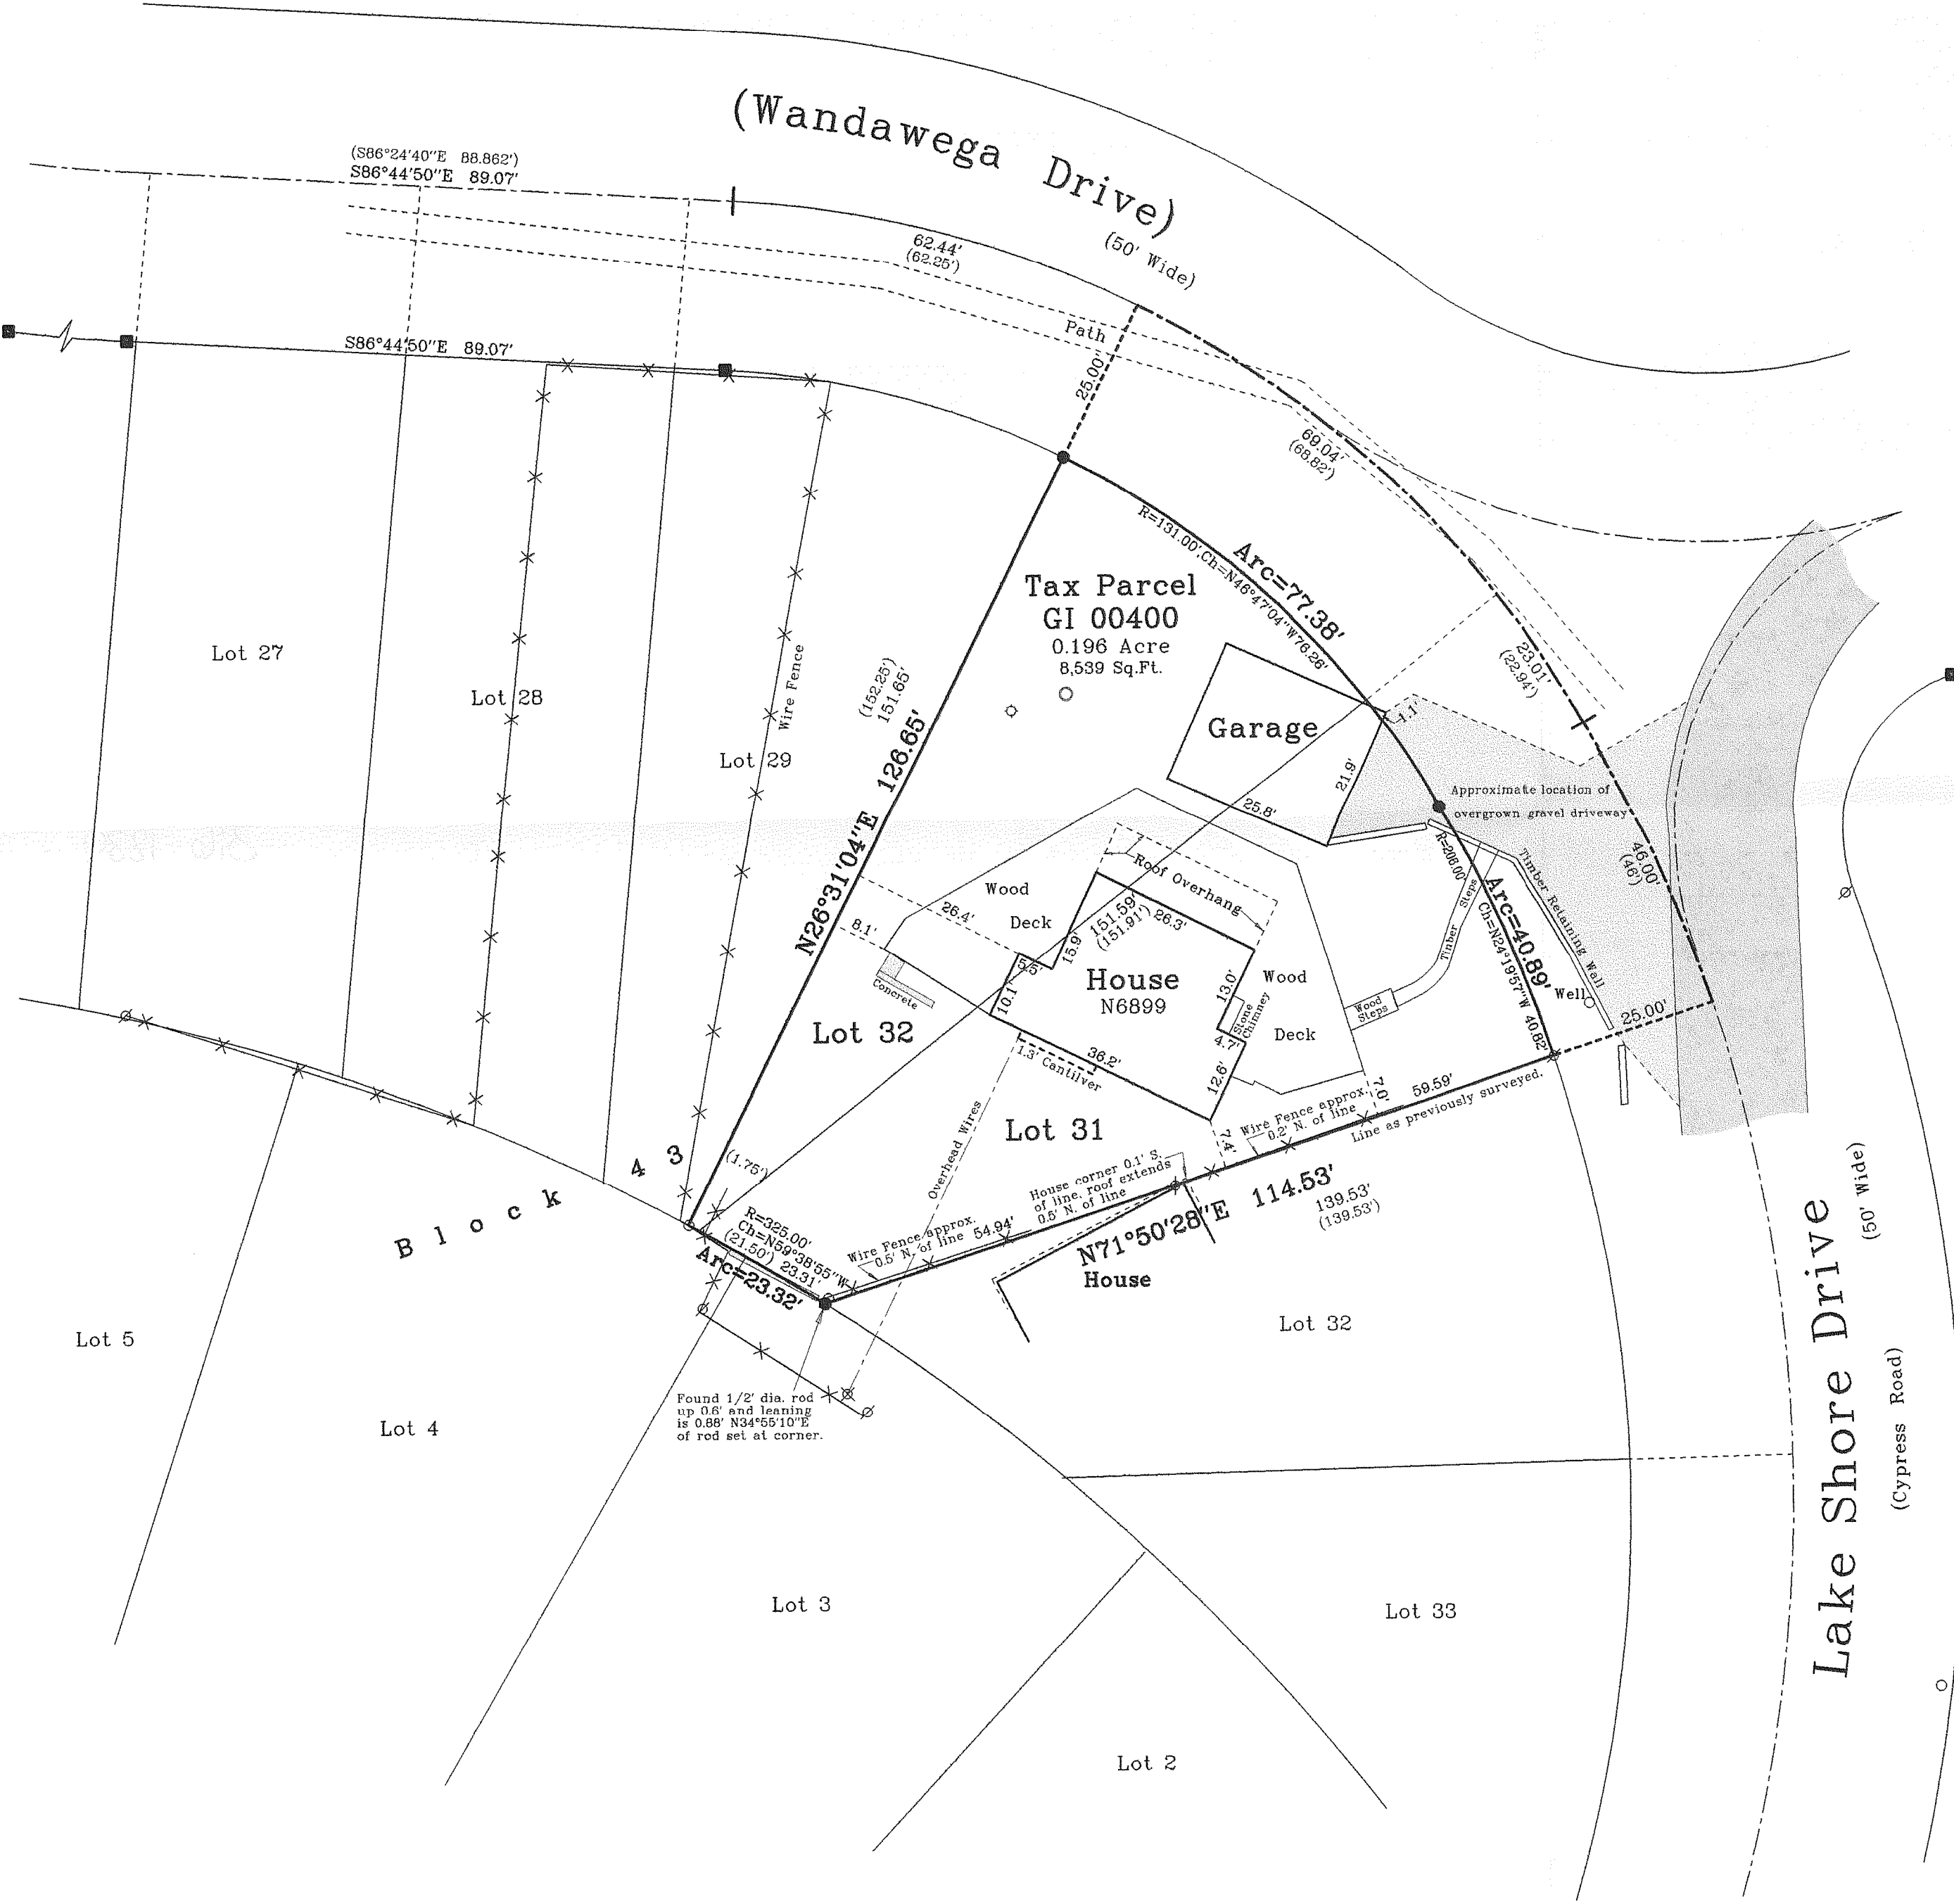 (Wandawega Drive)
(50' Wide)
(S86°24'40"E 88.862')
S86°44'50"E 89.07'
62.44'
(62.25')
Path
25.00'
S86°44'50"E 89.07'
69.04'
(68.82')
R=131.00' Ch=N46°47'04"W 76.26'
Arc=77.38'
Tax Parcel
GI 00400
0.196 Acre
8,539 Sq.Ft.
Lot 27
Lot 28
Lot 29
Wire Fence
(152.25')
151.65'
N26°31'04"E 126.65'
23.01'
(22.94')
Garage
1.1'
21.9'
25.8'
Approximate location of
overgrown gravel driveway
46.00'
(46')
Roof Overhang
Wood
Deck
26.4'
8.1'
Concrete
151.59'
(151.91')
26.3'
15.9'
5.5'
10.1'
House
N6899
13.0'
Stone
Chimney
4.7'
12.6'
36.2'
1.3' Cantilver
Wood
Deck
Timber Steps
Wood
Steps
Timber Retaining Wall
R=206.00'
Arc=40.89'
Ch=N24°19'57"W 40.82'
Well
25.00'
Lot 32
Lot 31
Overhead Wires
7.0'
7.4'
59.59'
Wire Fence approx.
0.2' N. of line
Line as previously surveyed.
House corner 0.1' S.
of line, roof extends
0.5' N. of line
Wire Fence approx.
0.5' N. of line
54.94'
N71°50'28"E 114.53'
139.53'
(139.53')
House
Block 43
(1.75')
R=325.00'
Ch=N59°38'55"W
(21.50') 23.31'
Arc=23.32'
Found 1/2' dia. rod
up 0.6' and leaning
is 0.88' N34°55'10"E
of rod set at corner.
Lot 5
Lot 4
Lot 3
Lot 2
Lot 32
Lot 33
Lake Shore Drive
(50' Wide)
(Cypress Road)